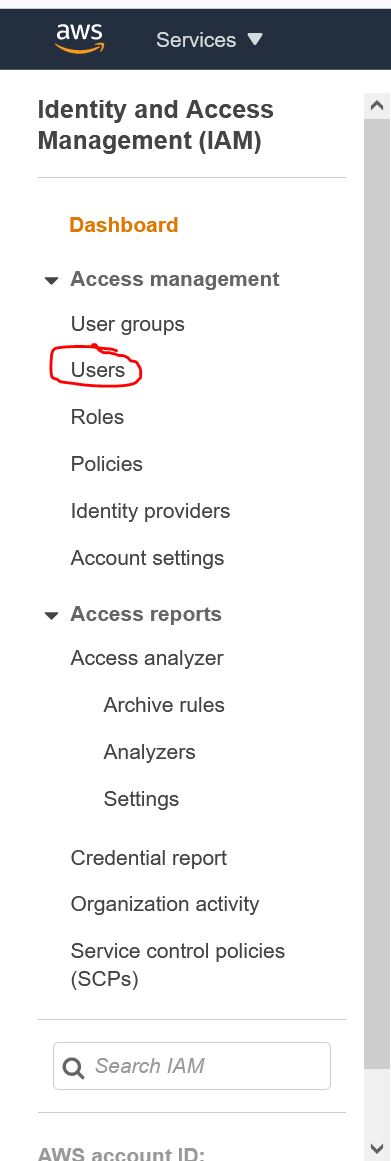 aws
Services
Identity and Access
Management (IAM)
Dashboard
Access management
User groups
Users
Roles
Policies
Identity providers
Account settings
Access reports
Access analyzer
Archive rules
Analyzers
Settings
Credential report
Organization activity
Service control policies
(SCPs)
Search IAM
AWS account ID: